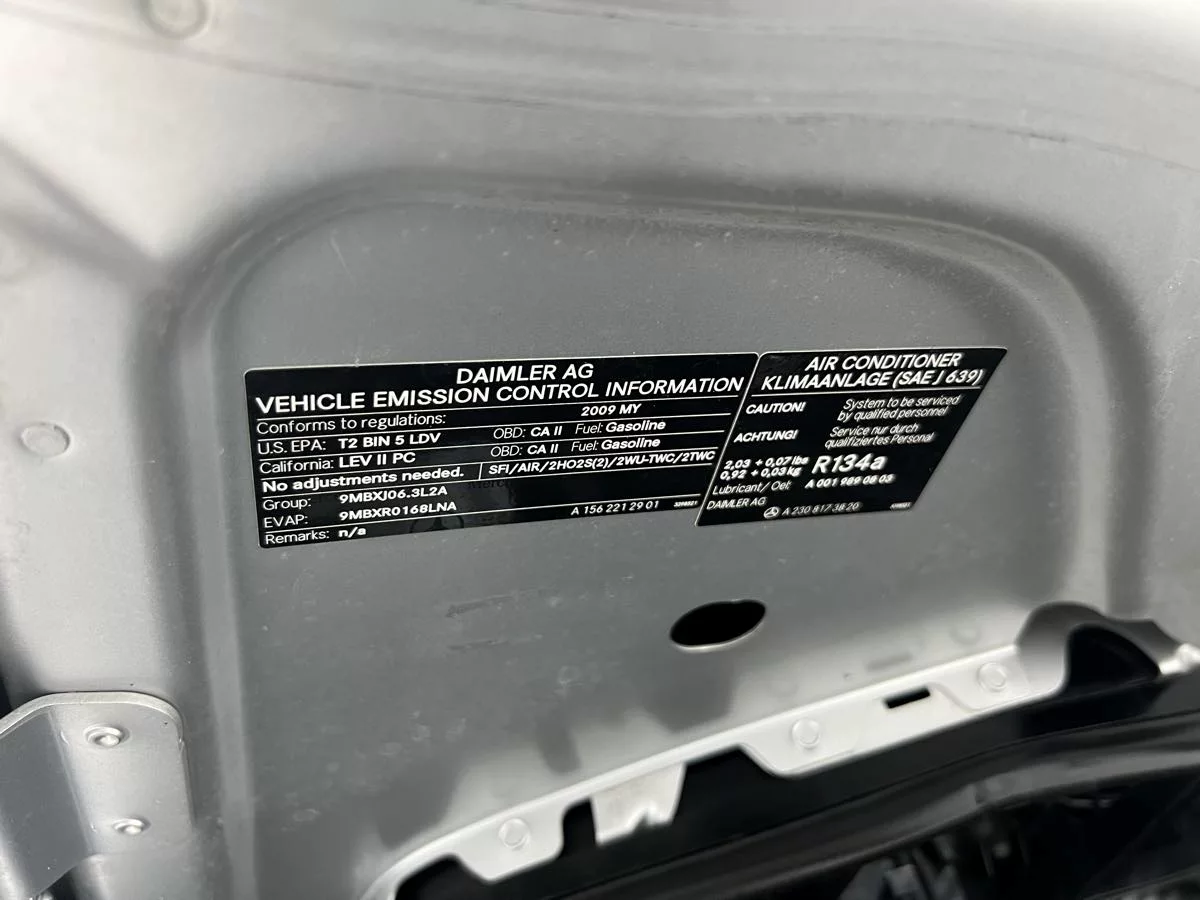 DAIMLER AG
VEHICLE EMISSION CONTROL INFORMATION
Conforms to regulations: 2009 MY
U.S. EPA: T2 BIN 5 LDV OBD: CA II Fuel: Gasoline
California: LEV II PC OBD: CA II Fuel: Gasoline
No adjustments needed. SFI/AIR/2HO2S(2)/2WU-TWC/2TWC
Group: 9MBXJ06.3L2A
EVAP: 9MBXR0168LNA A 156 221 29 01
Remarks: n/a
AIR CONDITIONER
KLIMAANLAGE (SAE J 639)
CAUTION! System to be serviced
by qualified personnel
ACHTUNG! Service nur durch
qualifiziertes Personal
2,03 + 0,07 lbs
0,92 + 0,03 kg R134a
Lubricant/Oel: A 001 989 08 03
DAIMLER AG A 230 817 38 20